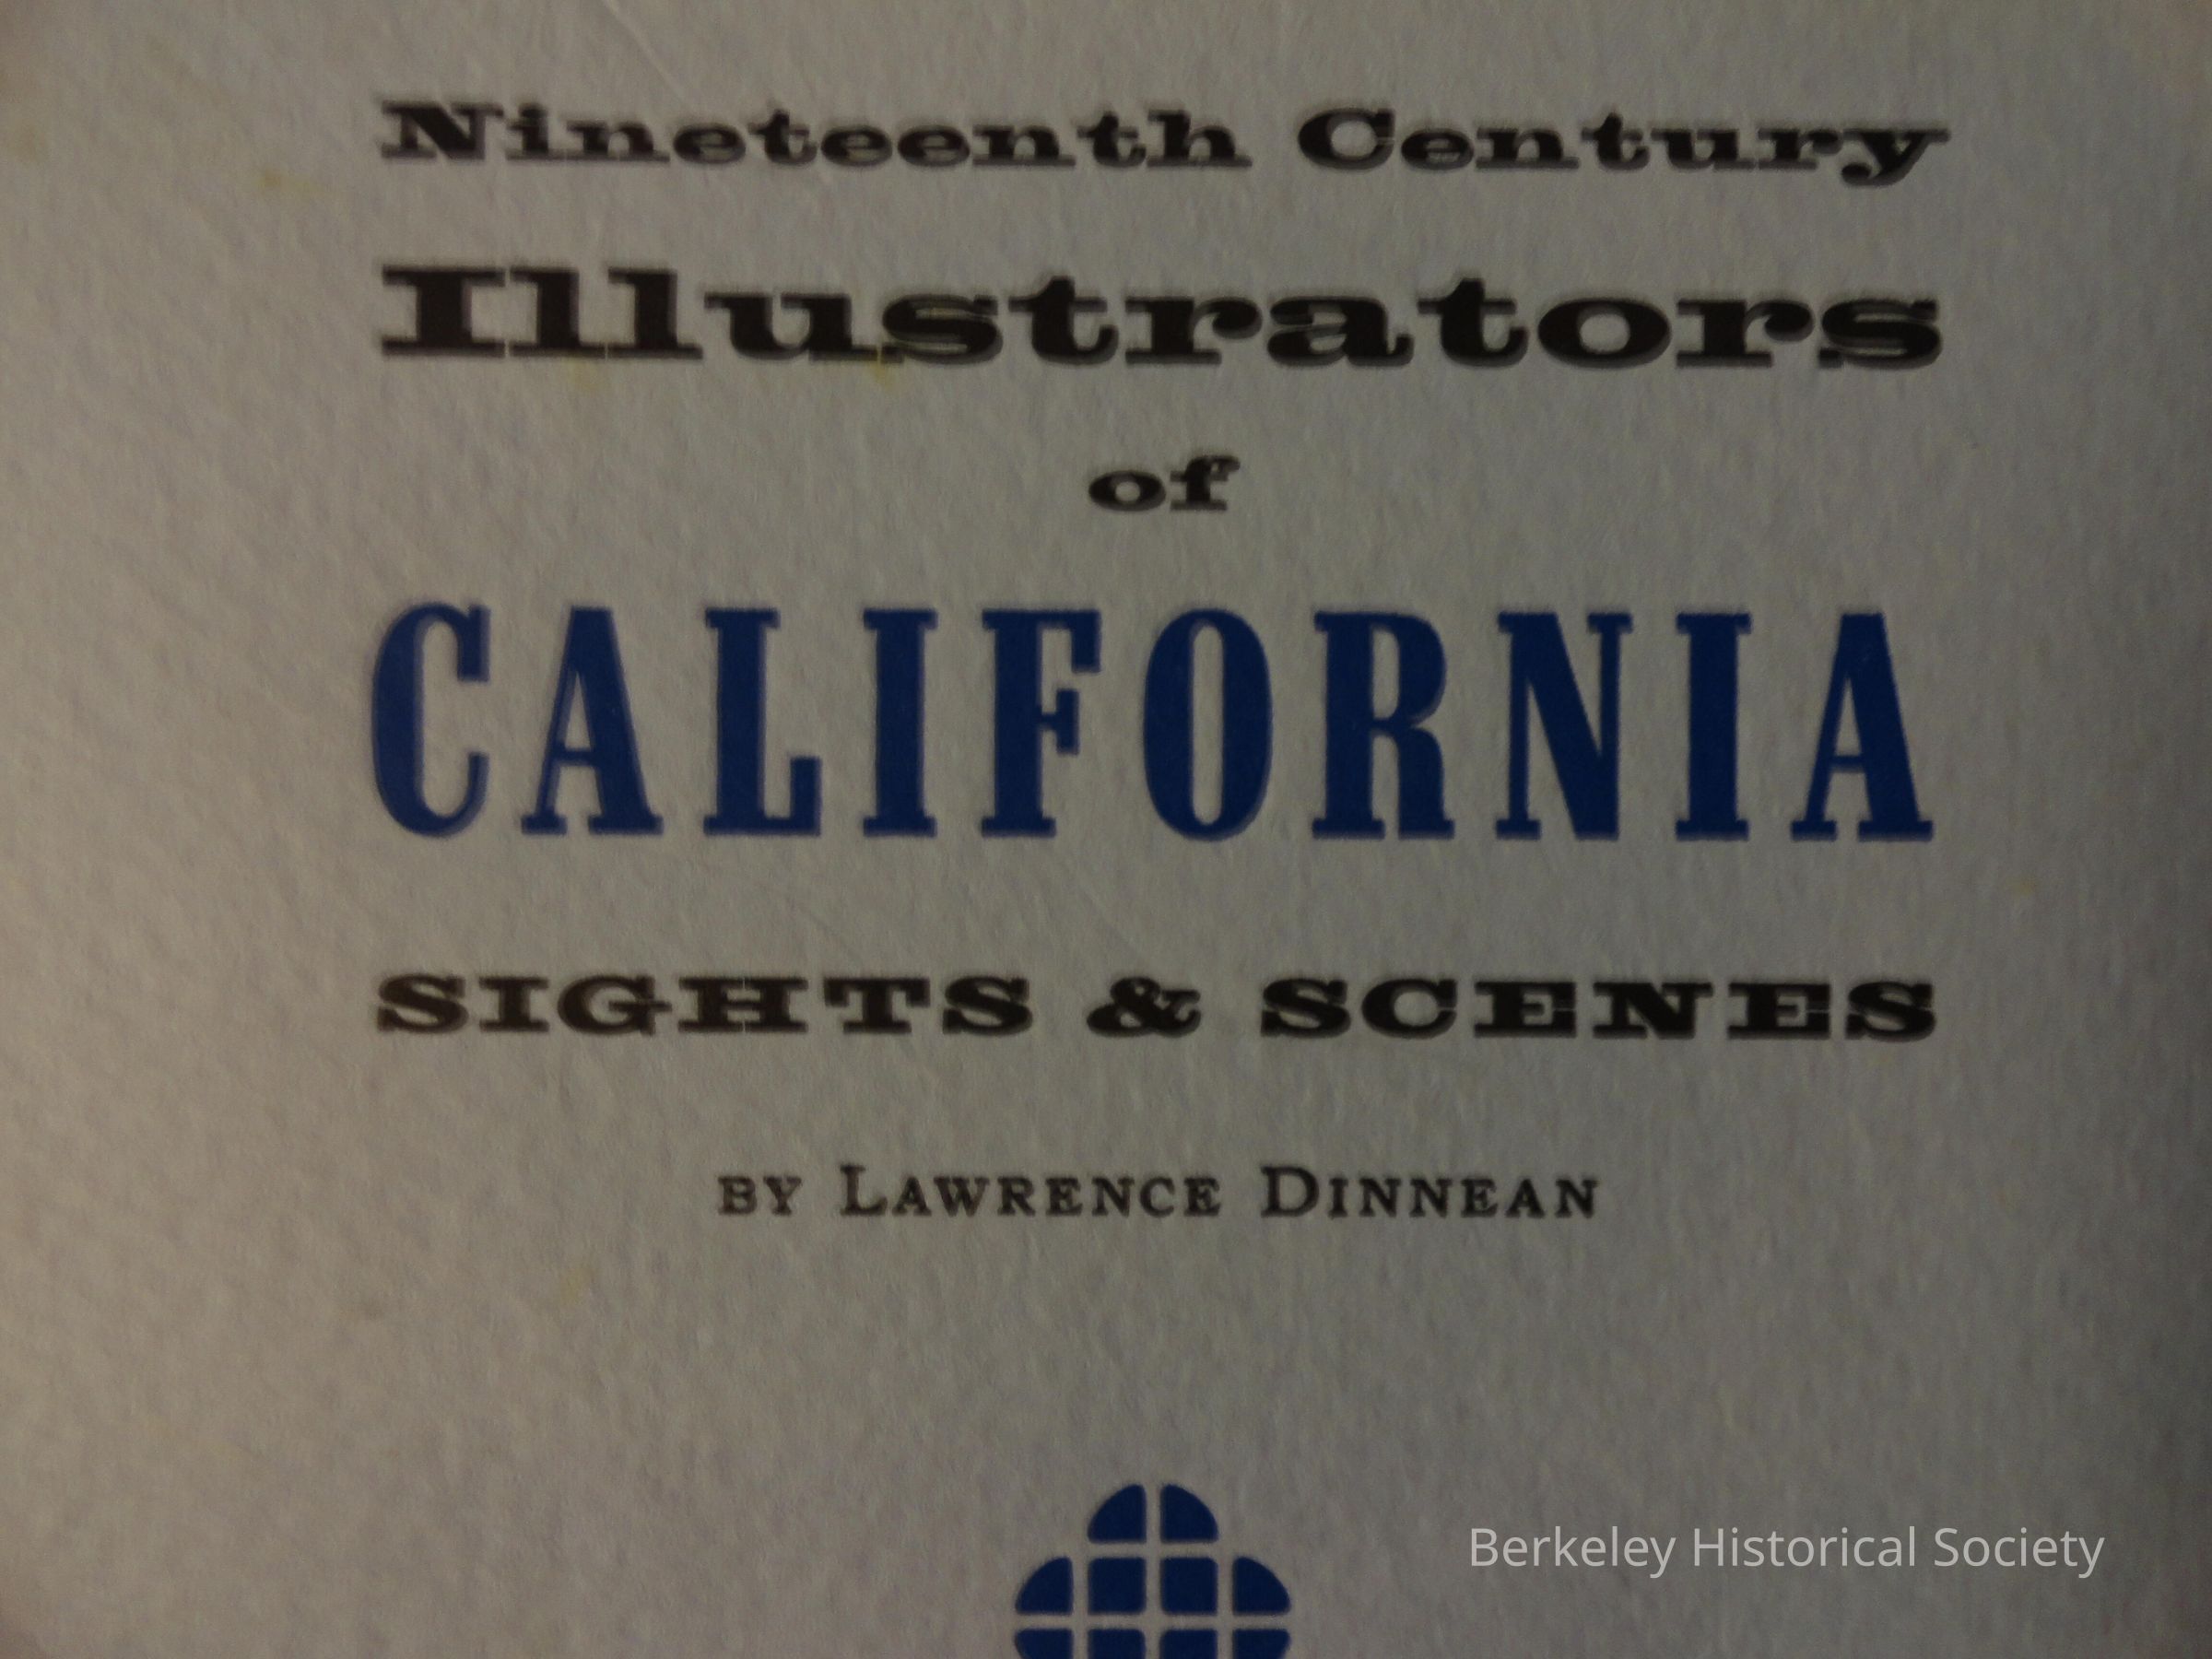 Nineteenth Century
Illustrators
of
CALIFORNIA
SIGHTS & SCENES
BY LAWRENCE DINNEAN
Berkeley Historical Society